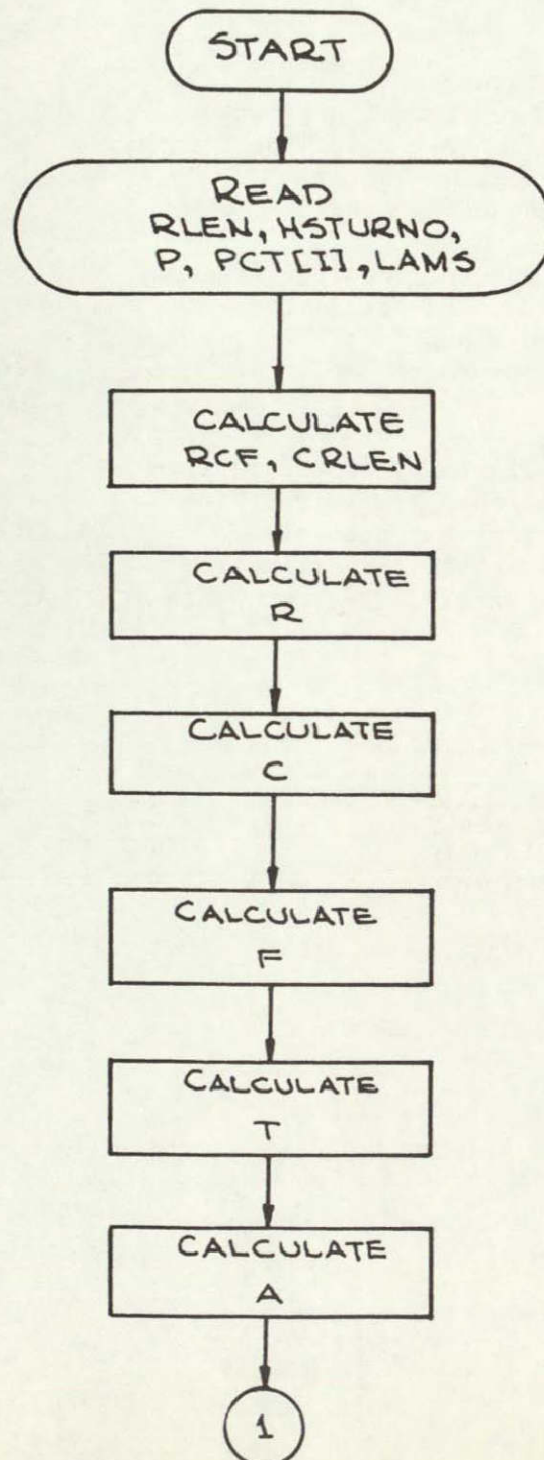 START
READ
RLEN, HSTURNO,
P, PCT[I], LAMS
CALCULATE
RCF, CRLEN
CALCULATE
R
CALCULATE
C
CALCULATE
F
CALCULATE
T
CALCULATE
A
1